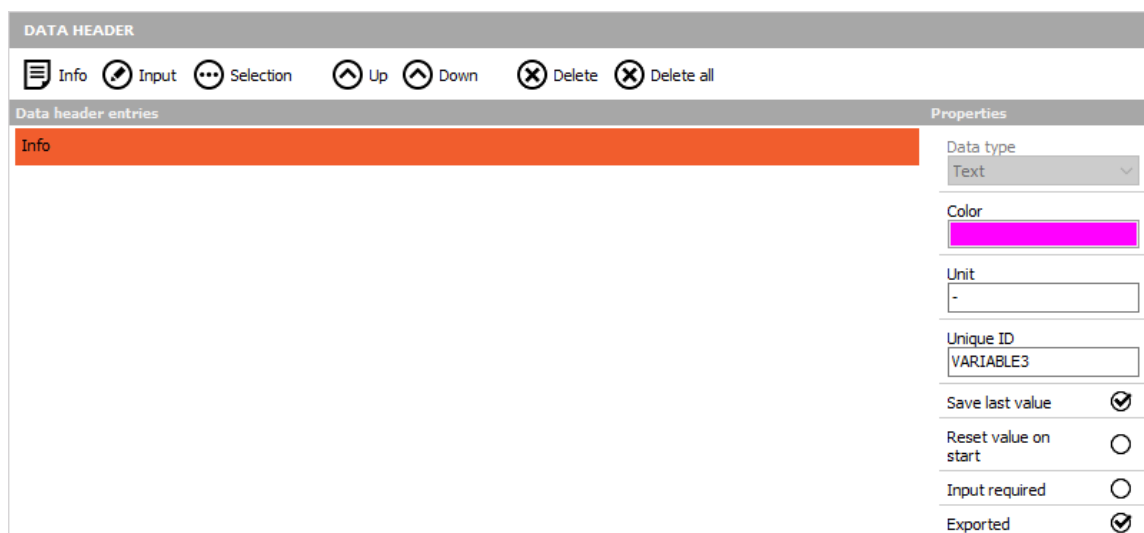 DATA HEADER
Info Input Selection Up Down Delete Delete all
Data header entries
Info
Properties
Data type
Text
Color
Unit
-
Unique ID
VARIABLE3
Save last value
Reset value on
start
Input required
Exported